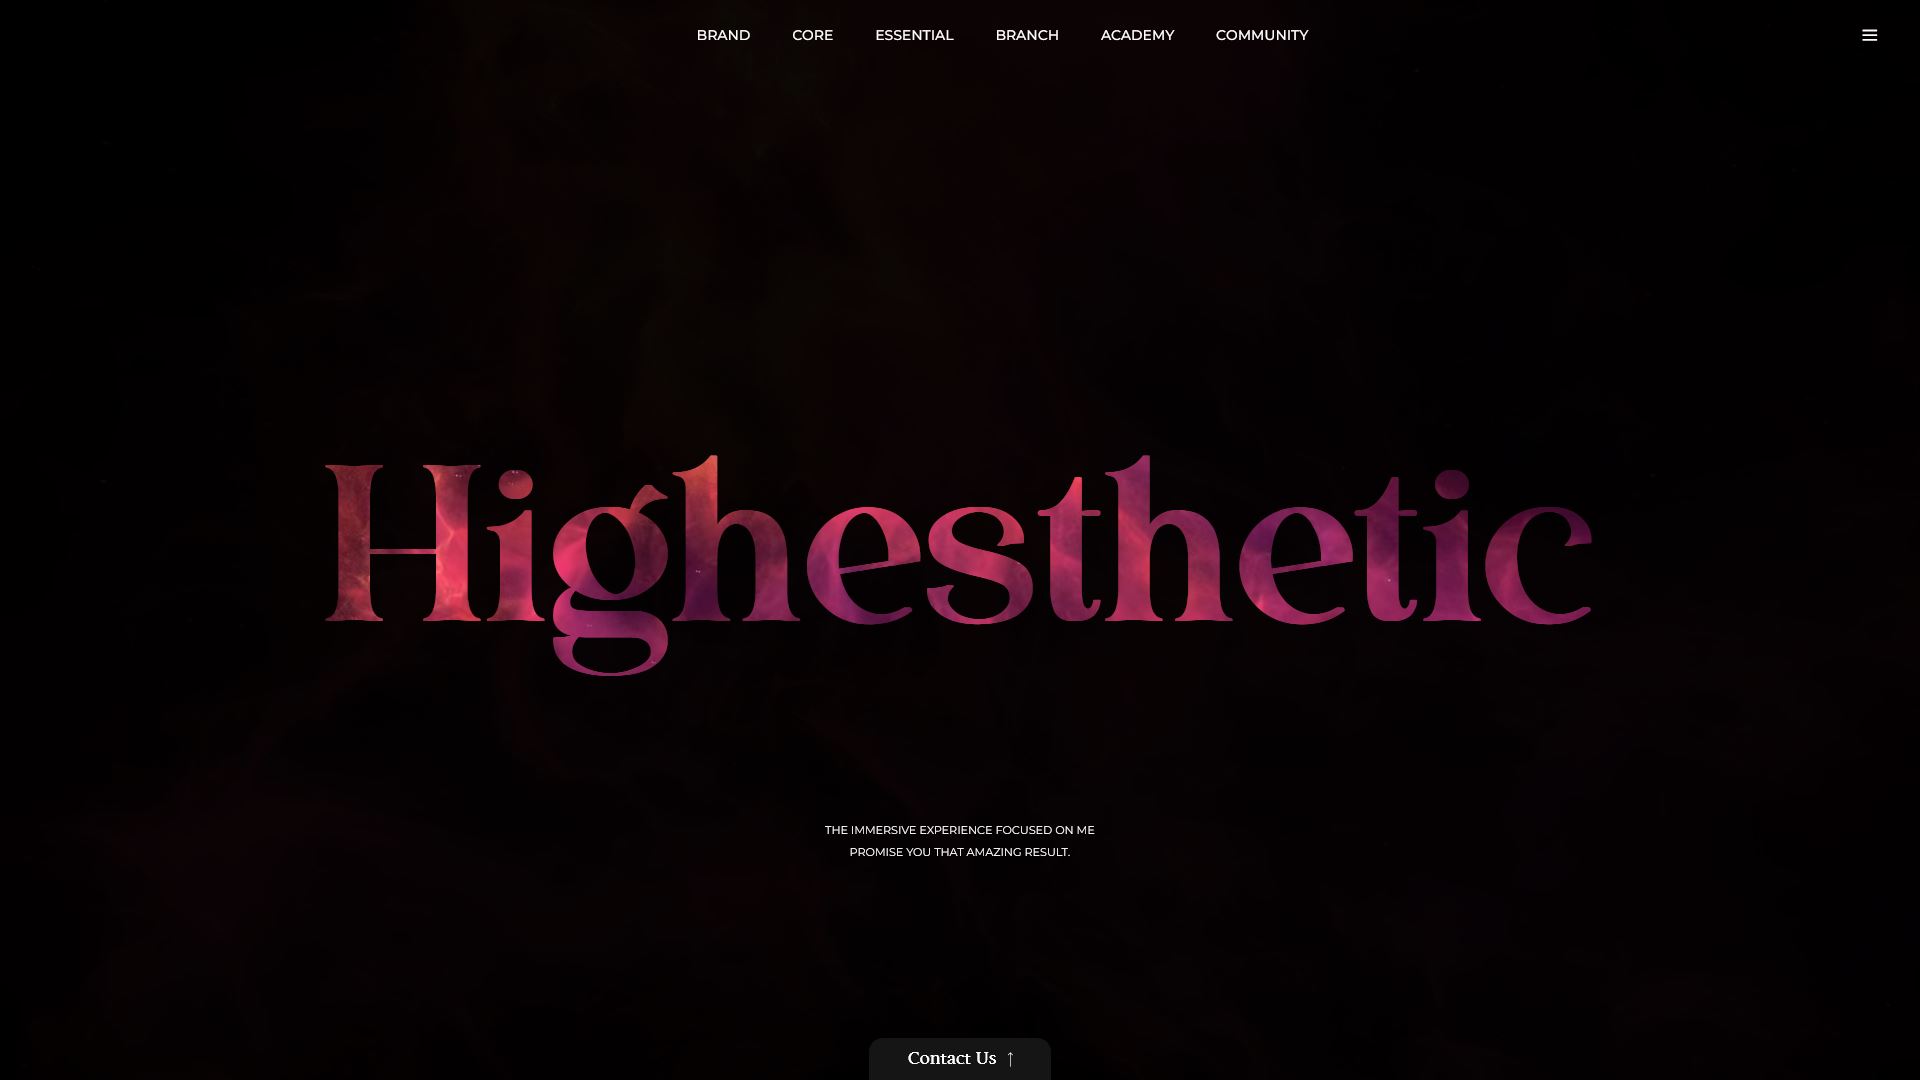 BRAND CORE ESSENTIAL BRANCH ACADEMY COMMUNITY
Highesthetic
THE IMMERSIVE EXPERIENCE FOCUSED ON ME
PROMISE YOU THAT AMAZING RESULT.
Contact Us ↑